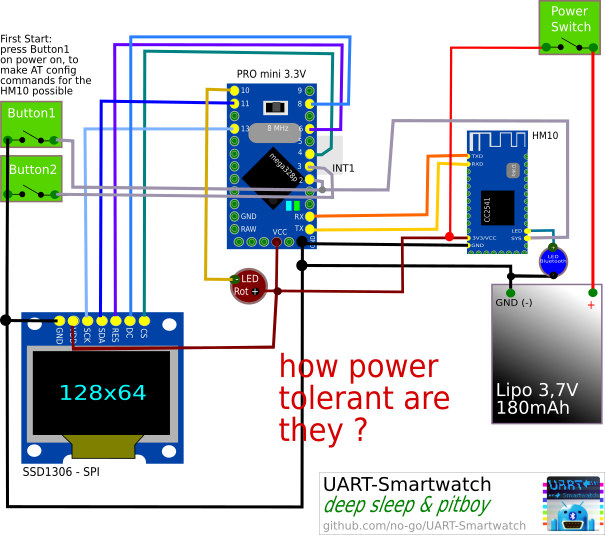 Power
Switch
First Start:
press Button1
on power on, to
make AT config
commands for the
HM10 possible
Button1
Button2
PRO mini 3.3V
10
11
13
9
8
6
5
4
3
8 MHz
mega328p
INT1
GND
RAW
VCC
RX
TX
GND
HM10
TXD
RXD
CC2541
LED
SYS
3V3/VCC
GND
LED
Bluetooth
LED
Rot +
GND (-)
+
Lipo 3,7V
180mAh
GND
VDD
SCK
SDA
RES
DC
CS
128x64
SSD1306 - SPI
how power
tolerant are
they ?
UART-Smartwatch
deep sleep & pitboy
github.com/no-go/UART-Smartwatch
UART